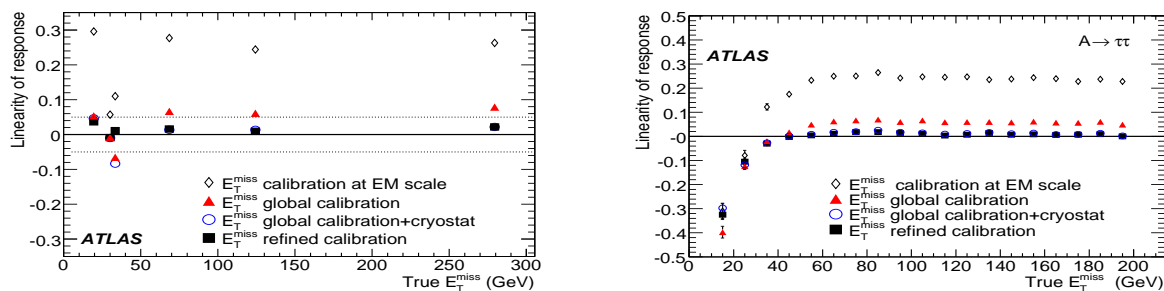 Linearity of response
0.3
0.2
0.1
0
-0.1
-0.2
-0.3
E_T^miss calibration at EM scale
E_T^miss global calibration
E_T^miss global calibration+cryostat
E_T^miss refined calibration
ATLAS
0 50 100 150 200 250 300
True E_T^miss (GeV)
Linearity of response
0.5
0.4
0.3
0.2
0.1
-0
-0.1
-0.2
-0.3
-0.4
-0.5
A→ ττ
ATLAS
E_T^miss calibration at EM scale
E_T^miss global calibration
E_T^miss global calibration+cryostat
E_T^miss refined calibration
0 20 40 60 80 100 120 140 160 180 200
True E_T^miss (GeV)